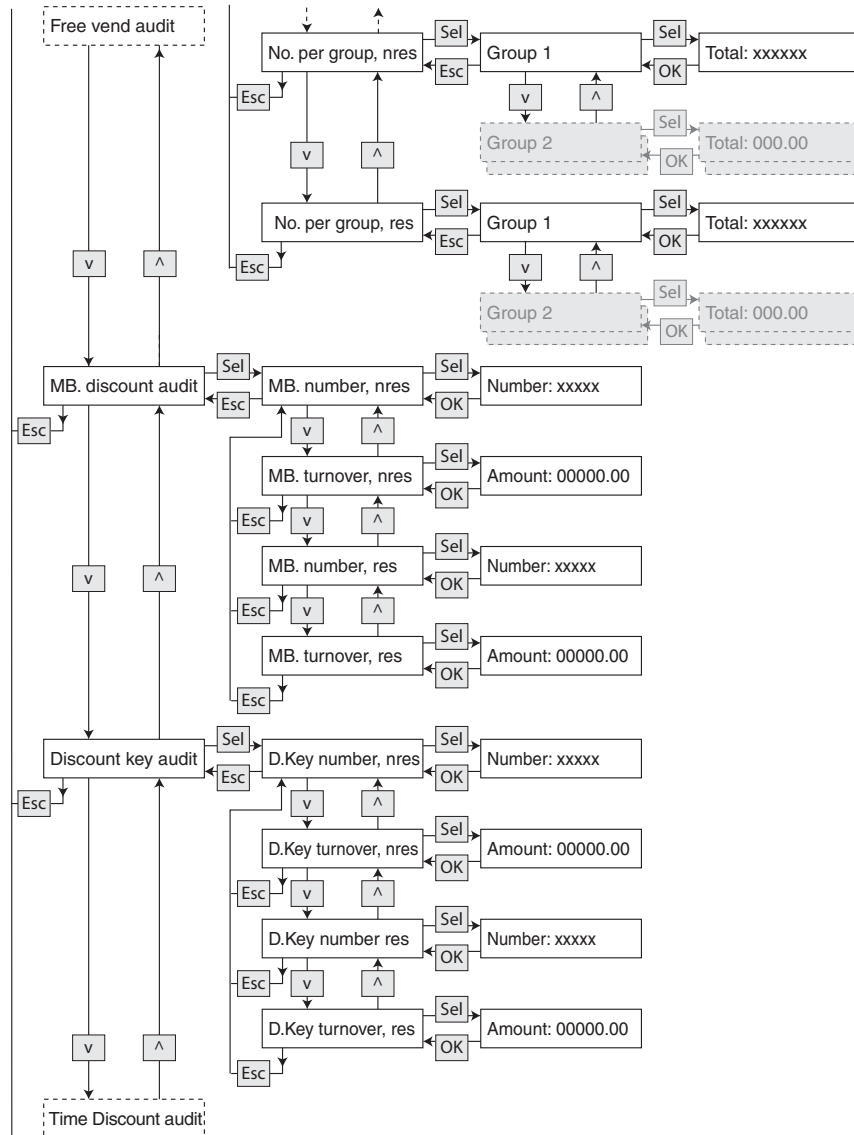 Free vend audit
No. per group, nres
Sel
Esc
Group 1
Sel
OK
Total: xxxxxx
Esc
v
^
Group 2
Sel
OK
Total: 000.00
v
^
No. per group, res
Sel
Esc
Group 1
Sel
OK
Total: xxxxxx
Esc
v
^
v
^
Group 2
Sel
OK
Total: 000.00
MB. discount audit
Sel
Esc
MB. number, nres
Sel
OK
Number: xxxxx
Esc
v
^
MB. turnover, nres
Sel
OK
Amount: 00000.00
Esc
v
^
MB. number, res
Sel
OK
Number: xxxxx
v
^
Esc
v
^
MB. turnover, res
Sel
OK
Amount: 00000.00
Esc
Discount key audit
Sel
Esc
D.Key number, nres
Sel
OK
Number: xxxxx
Esc
v
^
D.Key turnover, nres
Sel
OK
Amount: 00000.00
Esc
v
^
D.Key number res
Sel
OK
Number: xxxxx
Esc
v
^
D.Key turnover, res
Sel
OK
Amount: 00000.00
v
^
Esc
Time Discount audit